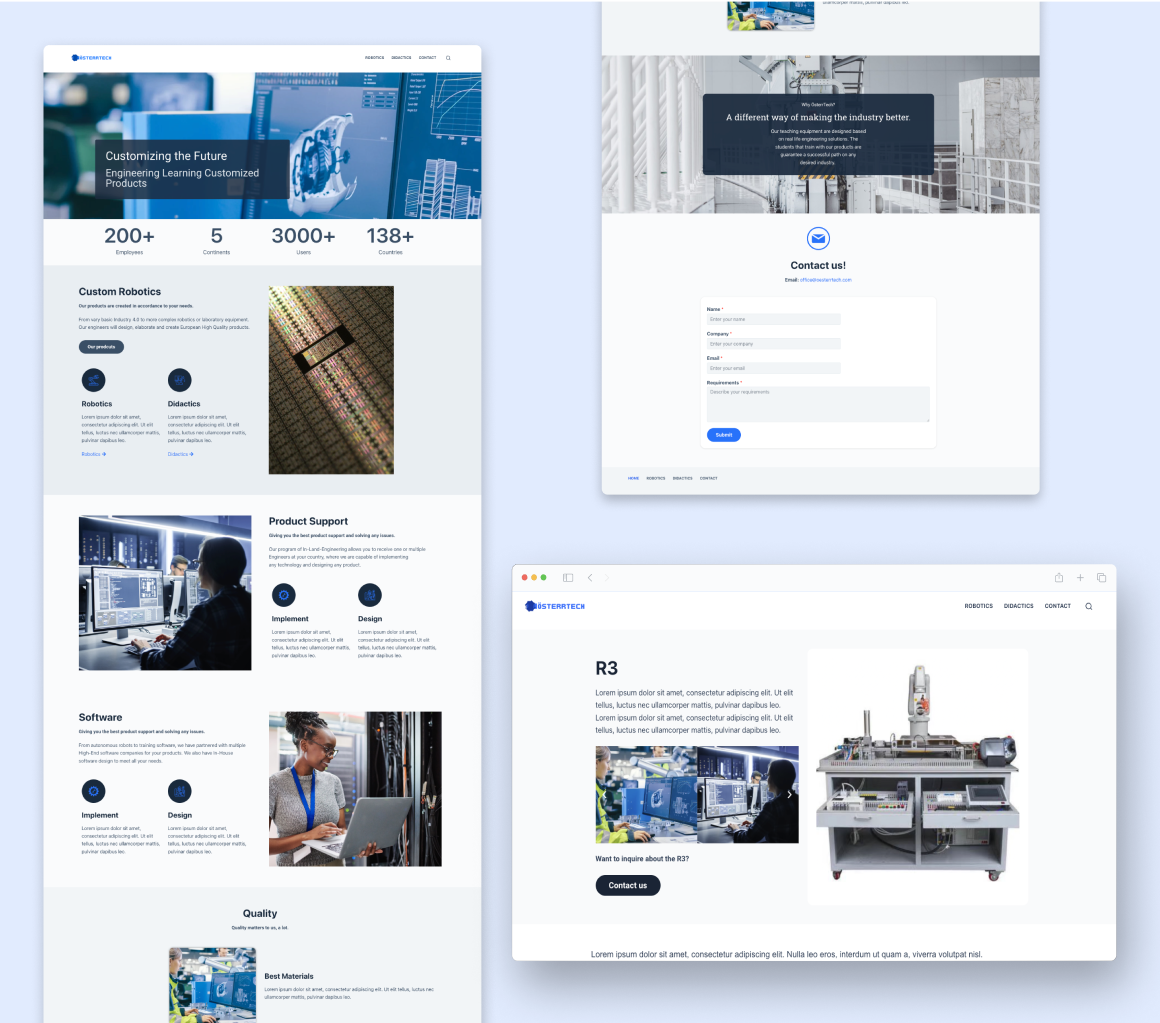 ÖSTERRTECH
ROBOTICS DIDACTICS CONTACT
Customizing the Future
Engineering Learning Customized
Products
200+ 5 3000+ 138+
Employees Continents Users Countries
Custom Robotics
Our products are created in accordance to your needs.
From sury basic-Industry 4.0 to more complex robotics or laboratory equipment.
Our engineers will design, elaborate and create European High Quality products.
Our prodcuts
Robotics
Lorem ipsum dolor sit amet,
consectetur adipiscing elit. Ut elit
tellus, luctus nec ullamcorper mattis,
pulvinar dapibus leo.
Robotics →
Didactics
Lorem ipsum dolor sit amet,
consectetur adipiscing elit. Ut elit
tellus, luctus nec ullamcorper mattis,
pulvinar dapibus leo.
Didactics →
Product Support
Giving you the best product support and solving any issues.
Our program of In-Land-Engineering allows you to receive one or multiple
Engineers at your country, where we are capable of implementing
any technology and designing any product.
Implement
Lorem ipsum dolor sit amet,
consectetur adipiscing elit. Ut elit
tellus, luctus nec ullamcorper mattis,
pulvinar dapibus leo.
Design
Lorem ipsum dolor sit amet,
consectetur adipiscing elit. Ut elit
tellus, luctus nec ullamcorper mattis,
pulvinar dapibus leo.
Software
Giving you the best product support and solving any issues.
From autonomous robots to training software, we have partnered with multiple
High-End software companies for your products. We also have In-House
software design to meet all your needs.
Implement
Lorem ipsum dolor sit amet,
consectetur adipiscing elit. Ut elit
tellus, luctus nec ullamcorper mattis,
pulvinar dapibus leo.
Design
Lorem ipsum dolor sit amet,
consectetur adipiscing elit. Ut elit
tellus, luctus nec ullamcorper mattis,
pulvinar dapibus leo.
Quality
Quality matters to us, a lot.
Best Materials
Lorem ipsum dolor sit amet, consectetur adipiscing elit. Ut elit tellus, luctus nec
ullamcorper mattis, pulvinar dapibus leo.
ullamcorper mattis, pulvinar dapibus leo.
Why ÖsterrTech?
A different way of making the industry better.
Our teaching equipment are designed based
on real life engineering solutions. The
students that train with our products are
guarantee a successful path on any
desired industry.
Contact us!
Email: office@oesterrtech.com
Name *
Enter your name
Company *
Enter your company
Email *
Enter your email
Requirements *
Describe your requirements
Submit
HOME ROBOTICS DIDACTICS CONTACT
ÖSTERRTECH
ROBOTICS DIDACTICS CONTACT
R3
Lorem ipsum dolor sit amet, consectetur adipiscing elit. Ut elit
tellus, luctus nec ullamcorper mattis, pulvinar dapibus leo.
Lorem ipsum dolor sit amet, consectetur adipiscing elit. Ut elit
tellus, luctus nec ullamcorper mattis, pulvinar dapibus leo.
Want to inquire about the R3?
Contact us
Lorem ipsum dolor sit amet, consectetur adipiscing elit. Nulla leo eros, interdum ut quam a, viverra volutpat nisl.